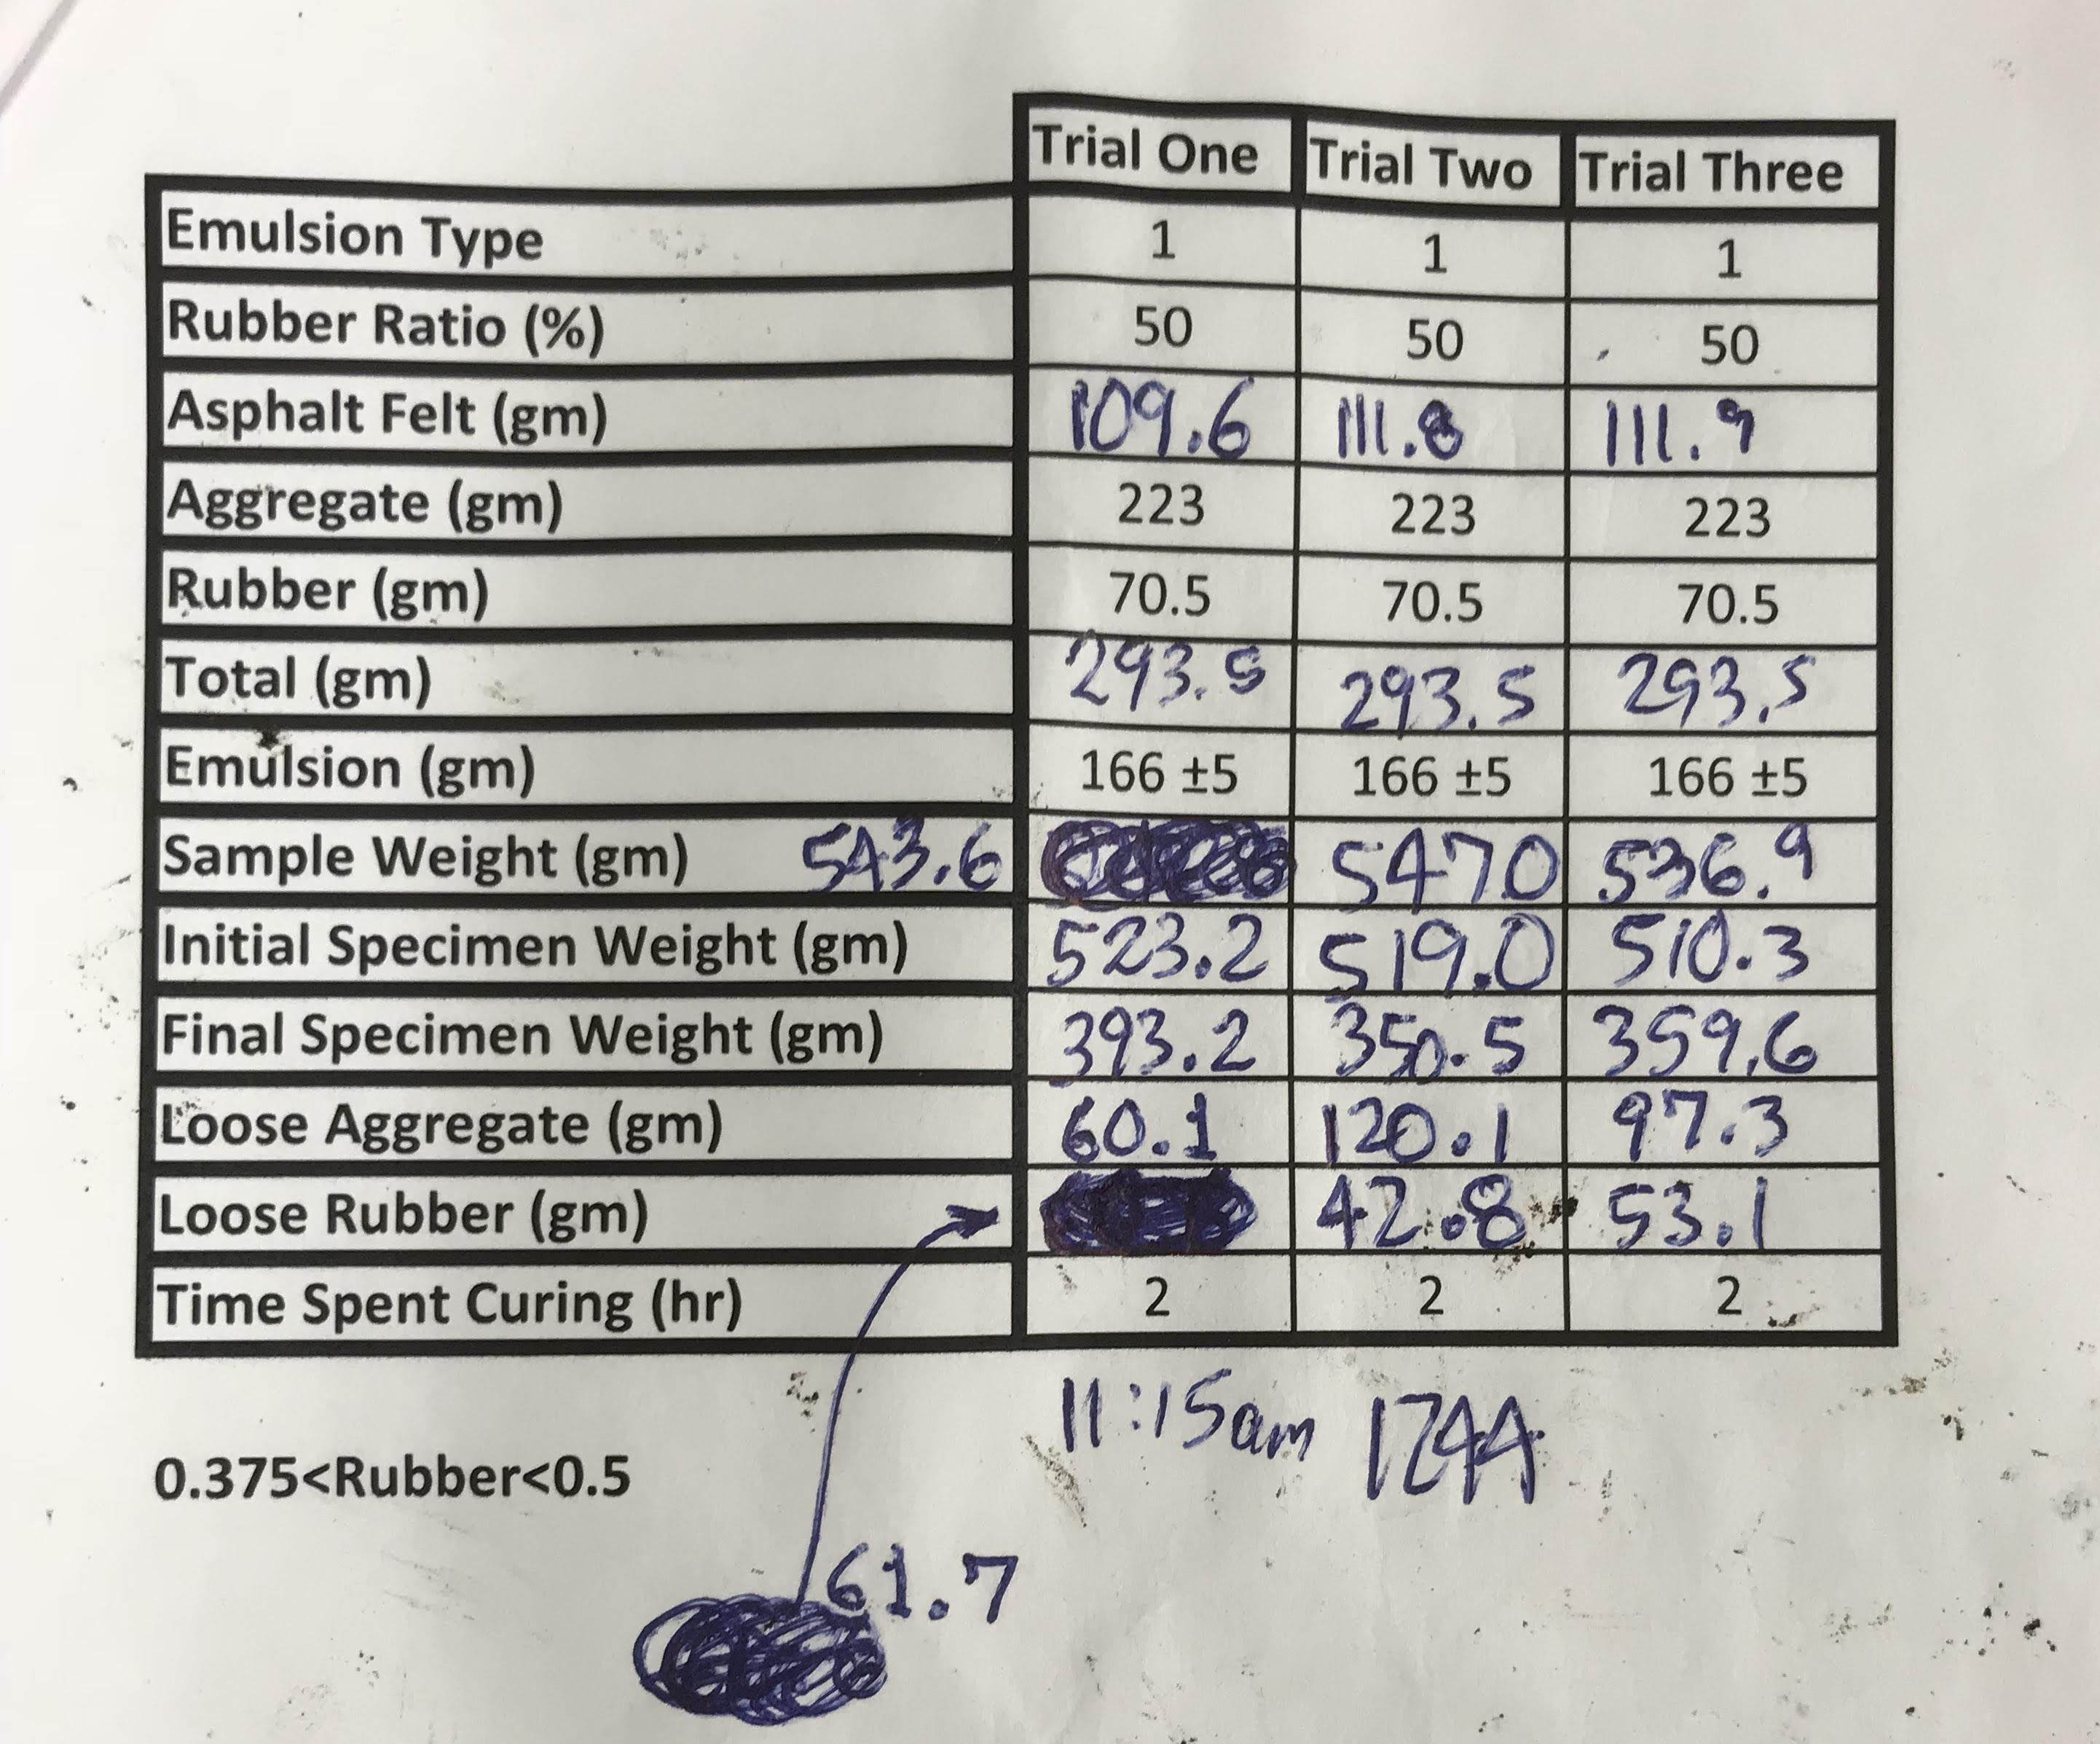 Trial One Trial Two Trial Three
Emulsion Type 1 1 1
Rubber Ratio (%) 50 50 50
Asphalt Felt (gm) 109.6 111.8 111.9
Aggregate (gm) 223 223 223
Rubber (gm) 70.5 70.5 70.5
Total (gm) 293.5 293.5 293.5
Emulsion (gm) 166 ±5 166 ±5 166 ±5
Sample Weight (gm) 543.6 547.0 536.9
Initial Specimen Weight (gm) 523.2 519.0 510.3
Final Specimen Weight (gm) 393.2 350.5 359.6
Loose Aggregate (gm) 60.1 120.1 97.3
Loose Rubber (gm) 42.8 53.1
Time Spent Curing (hr) 2 2 2
11:15am
0.375<Rubber<0.5
61.7